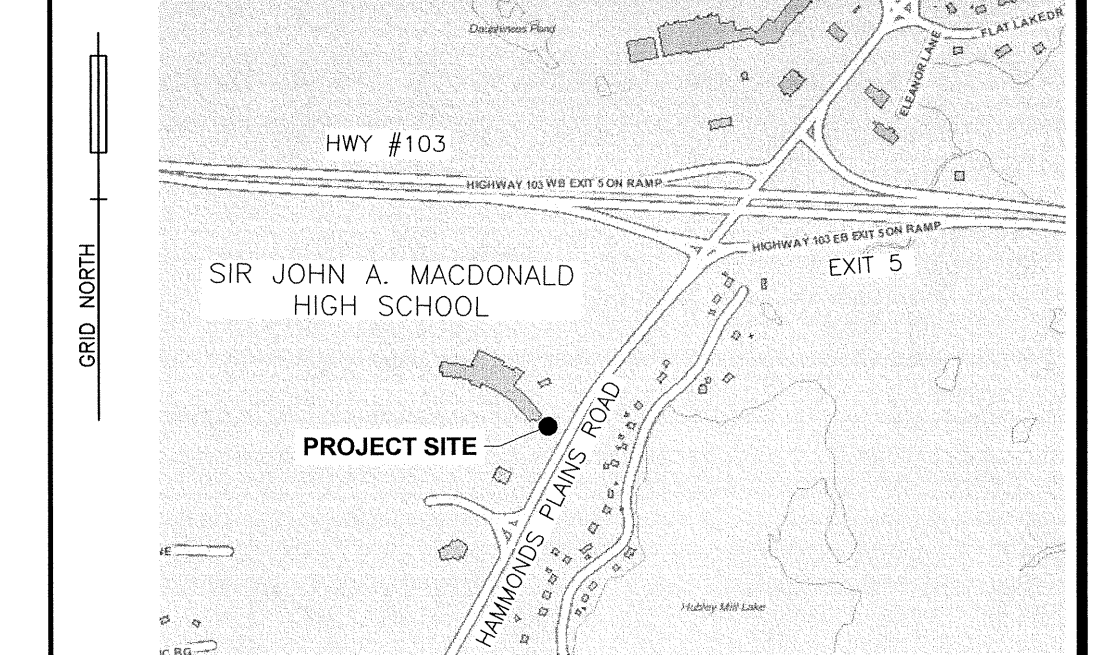 Dauphinees Pond
FLAT LAKE DR
ELEANOR LANE
HWY #103
HIGHWAY 103 WB EXIT 5 ON RAMP
HIGHWAY 103 EB EXIT 5 ON RAMP
EXIT 5
GRID NORTH
SIR JOHN A. MACDONALD
HIGH SCHOOL
PROJECT SITE
HAMMONDS PLAINS ROAD
Hubley Mill Lake